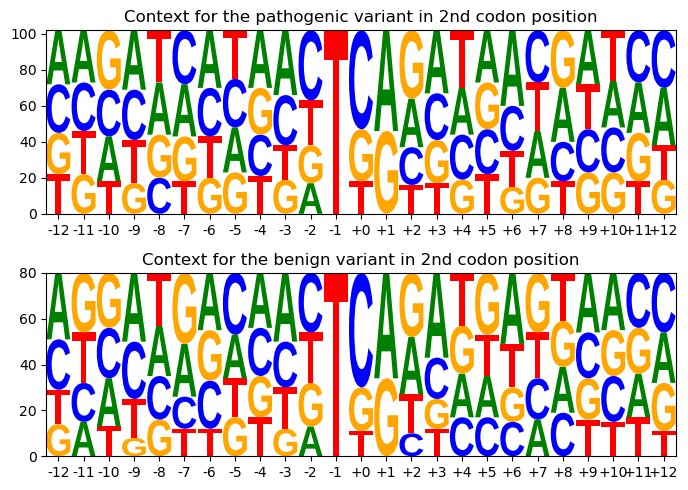 Context for the pathogenic variant in 2nd codon position
100
80
60
40
20
0
A A G A T C A T A A C T C A G A T A A C G A T C C
C C C C A A C C G C T G G A C A G C T A T A A A
G T A T G G T A C T G T C G C C T A C C C G T
T G T G C T G G T G A T T G T G G T G G T G
-12 -11 -10 -9 -8 -7 -6 -5 -4 -3 -2 -1 +0 +1 +2 +3 +4 +5 +6 +7 +8 +9 +10 +11 +12
Context for the benign variant in 2nd codon position
80
60
40
20
0
A G G A T G A C A A C T C A G A T G A G T A A C C
C T C C A A G A C C T G G A C G T T T G C G A A
T C A T C C C T G T G T T G A A G C A G C C G
G A T G G T T G T G A C T C C C A C T T T T
-12 -11 -10 -9 -8 -7 -6 -5 -4 -3 -2 -1 +0 +1 +2 +3 +4 +5 +6 +7 +8 +9 +10 +11 +12